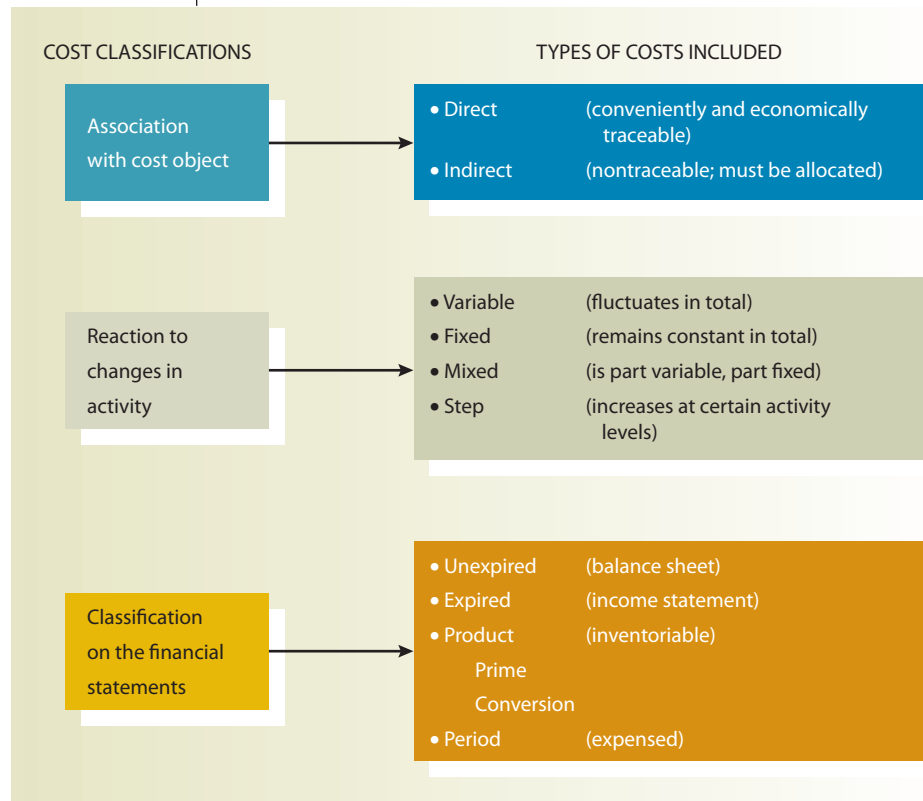 COST CLASSIFICATIONS
TYPES OF COSTS INCLUDED
Association
with cost object
• Direct (conveniently and economically
traceable)
• Indirect (nontraceable; must be allocated)
Reaction to
changes in
activity
• Variable (fluctuates in total)
• Fixed (remains constant in total)
• Mixed (is part variable, part fixed)
• Step (increases at certain activity
levels)
Classification
on the financial
statements
• Unexpired (balance sheet)
• Expired (income statement)
• Product (inventoriable)
Prime
Conversion
• Period (expensed)